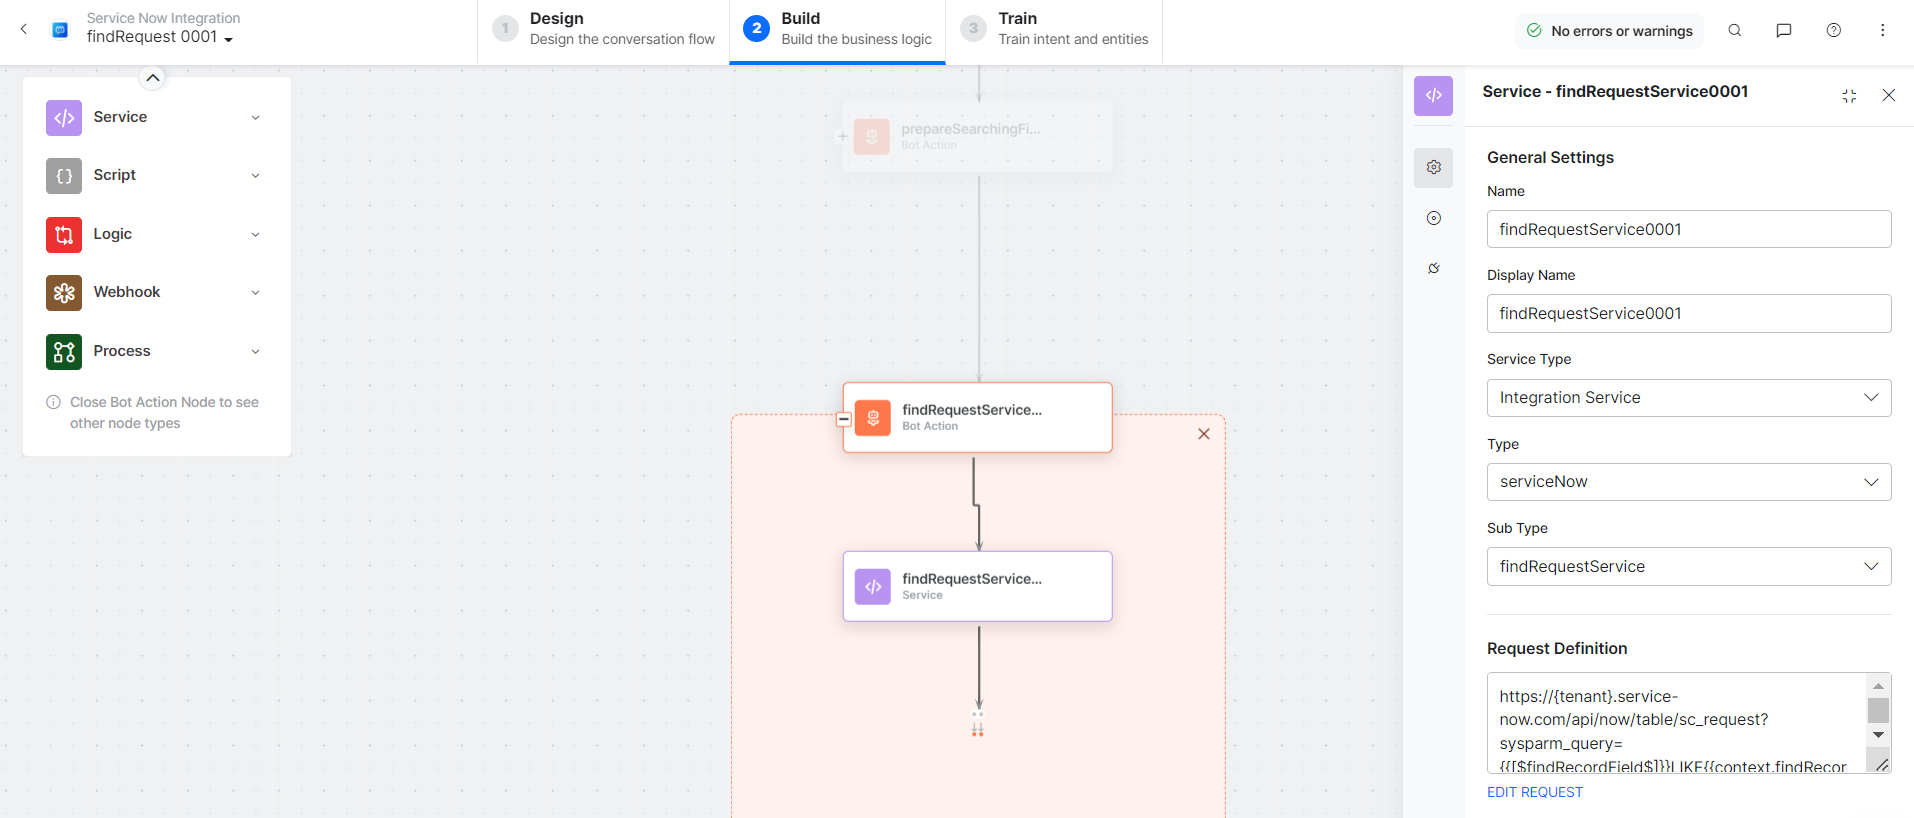 Service Now Integration
findRequest 0001
1
Design
Design the conversation flow
2
Build
Build the business logic
3
Train
Train intent and entities
No errors or warnings
Service
Script
Logic
Webhook
Process
Close Bot Action Node to see
other node types
prepareSearchingFi...
Bot Action
findRequestService...
Bot Action
findRequestService...
Service
Service - findRequestService0001
General Settings
Name
findRequestService0001
Display Name
findRequestService0001
Service Type
Integration Service
Type
serviceNow
Sub Type
findRequestService
Request Definition
https://{tenant}.service-
now.com/api/now/table/sc_request?
sysparm_query=
{{[$findRecordField$]}}LIKE{{context.findRecor
EDIT REQUEST